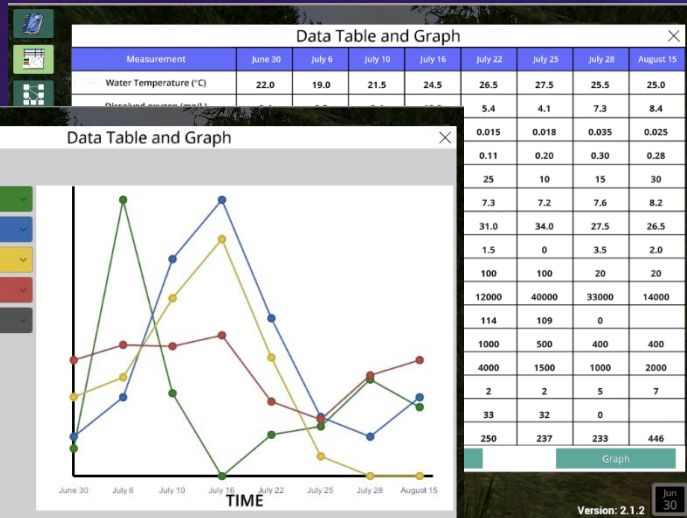 Data Table and Graph
Measurement June 30 July 6 July 10 July 16 July 22 July 25 July 28 August 15
Water Temperature (°C) 22.0 19.0 21.5 24.5 26.5 27.5 25.5 25.0
5.4 4.1 7.3 8.4
0.015 0.018 0.035 0.025
0.11 0.20 0.30 0.28
25 10 15 30
7.3 7.2 7.6 8.2
31.0 34.0 27.5 26.5
1.5 0 3.5 2.0
100 100 20 20
12000 40000 33000 14000
114 109 0
1000 500 400 400
4000 1500 1000 2000
2 2 5 7
33 32 0
250 237 233 446
Graph
Data Table and Graph
June 30 July 6 July 10 July 16 July 22 July 25 July 28 August 15
TIME
Version: 2.1.2
Jun
30